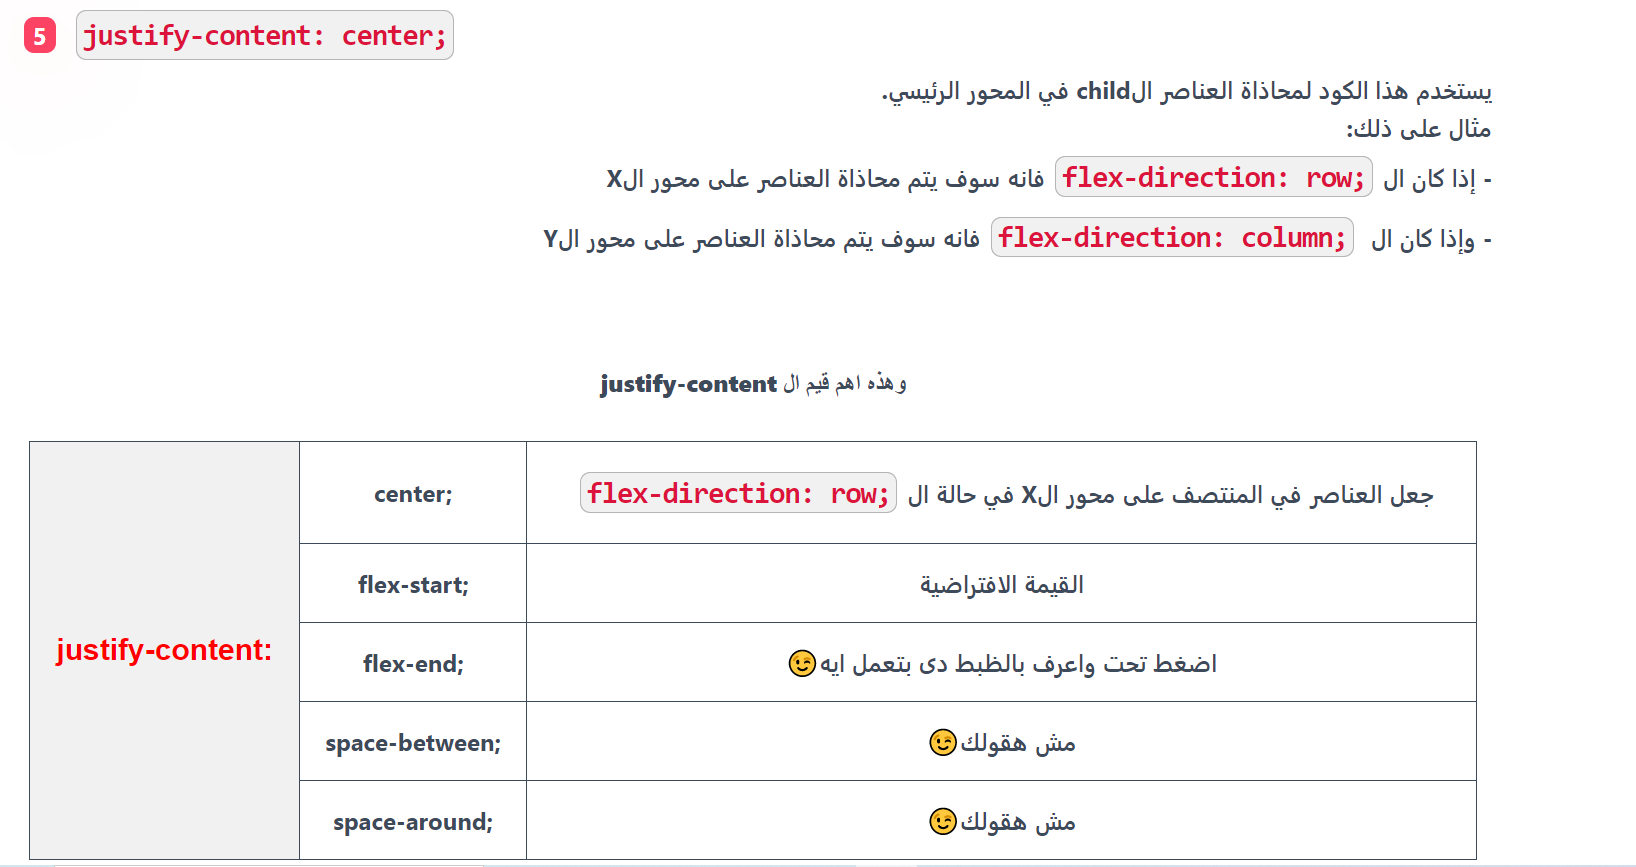 5 justify-content: center;
يستخدم هذا الكود لمحاذاة العناصر الchild في المحور الرئيسي.
مثال على ذلك:
- إذا كان ال flex-direction: row; فانه سوف يتم محاذاة العناصر على محور الX
- وإذا كان ال flex-direction: column; فانه سوف يتم محاذاة العناصر على محور الY
وهذه اهم قيم ال justify-content
justify-content:
center; جعل العناصر في المنتصف على محور الX في حالة ال flex-direction: row;
flex-start; القيمة الافتراضية
flex-end; اضغط تحت واعرف بالظبط دى بتعمل ايه😉
space-between; مش هقولك😉
space-around; مش هقولك😉